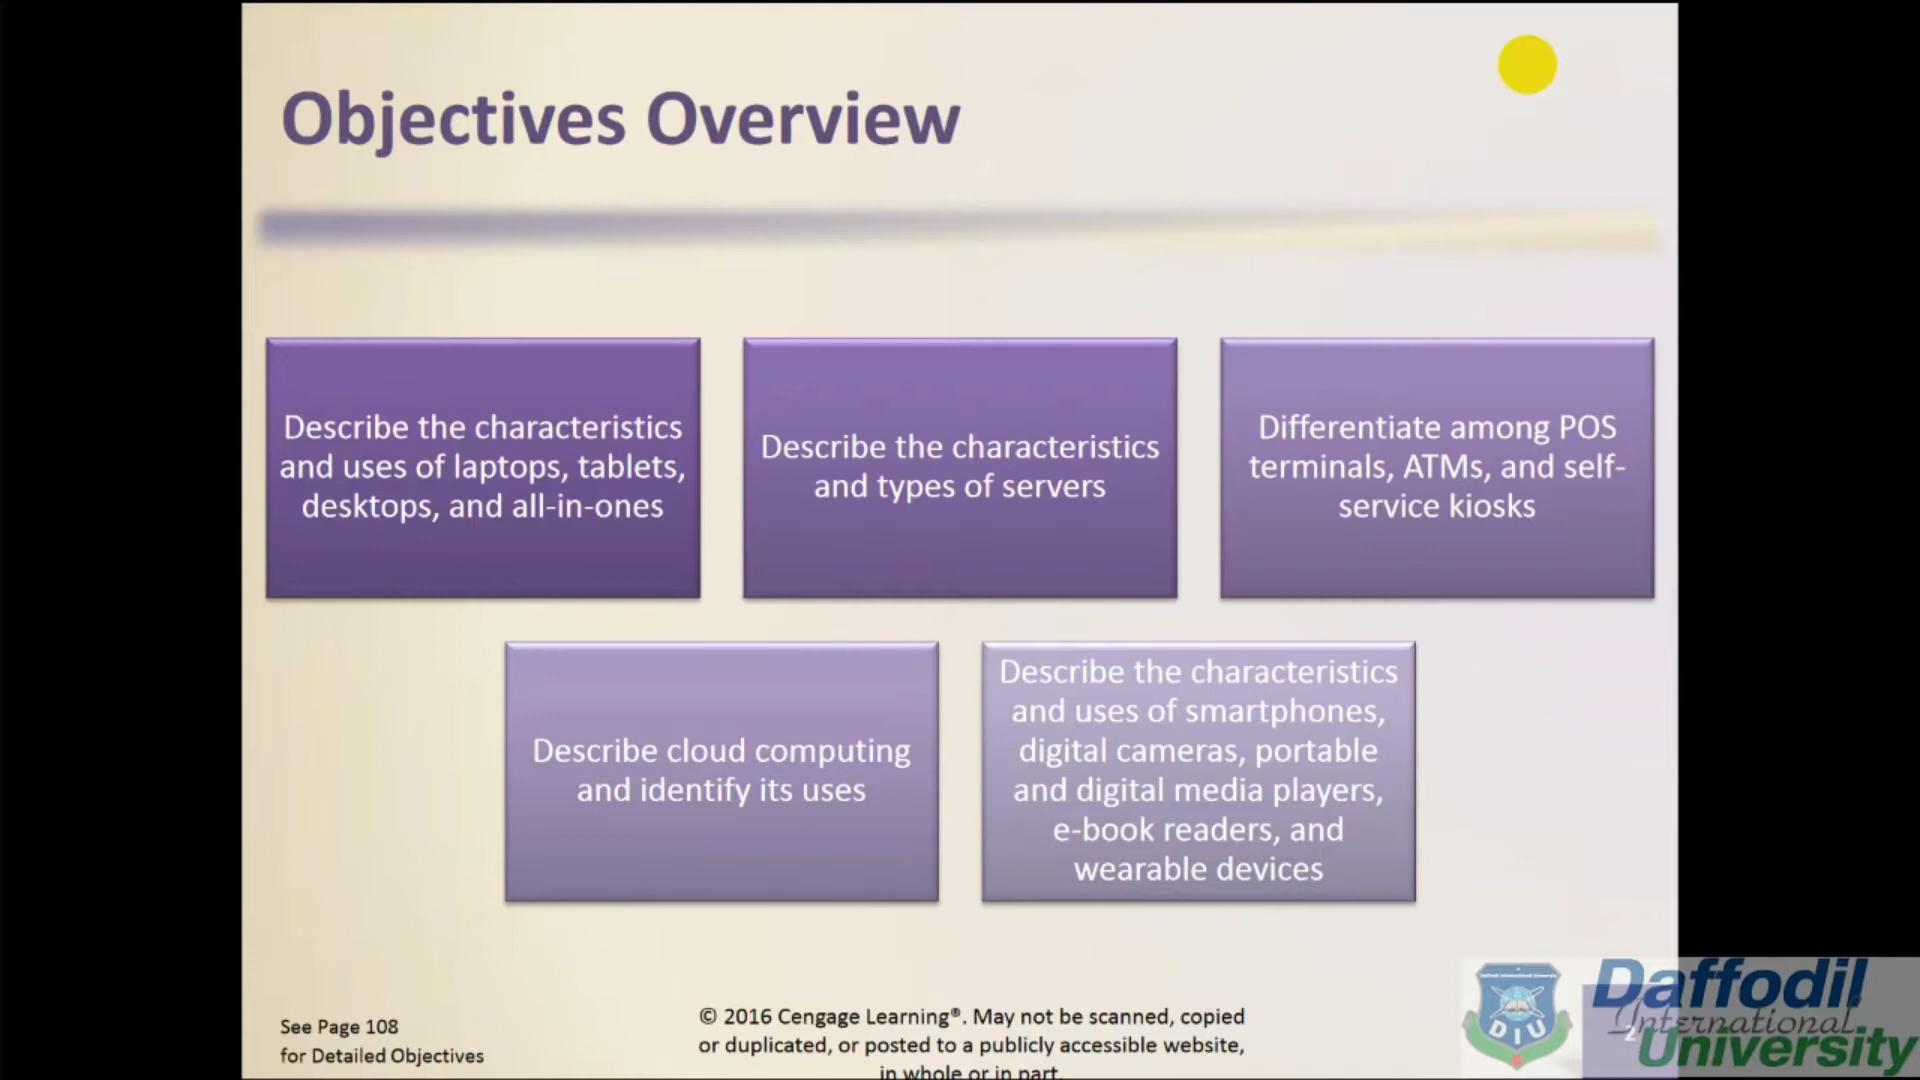 Objectives Overview
Describe the characteristics
and uses of laptops, tablets,
desktops, and all-in-ones
Describe the characteristics
and types of servers
Differentiate among POS
terminals, ATMs, and self-
service kiosks
Describe cloud computing
and identify its uses
Describe the characteristics
and uses of smartphones,
digital cameras, portable
and digital media players,
e-book readers, and
wearable devices
See Page 108
for Detailed Objectives
© 2016 Cengage Learning®. May not be scanned, copied
or duplicated, or posted to a publicly accessible website,
in whole or in part.
DIU
Daffodil
International
2
University